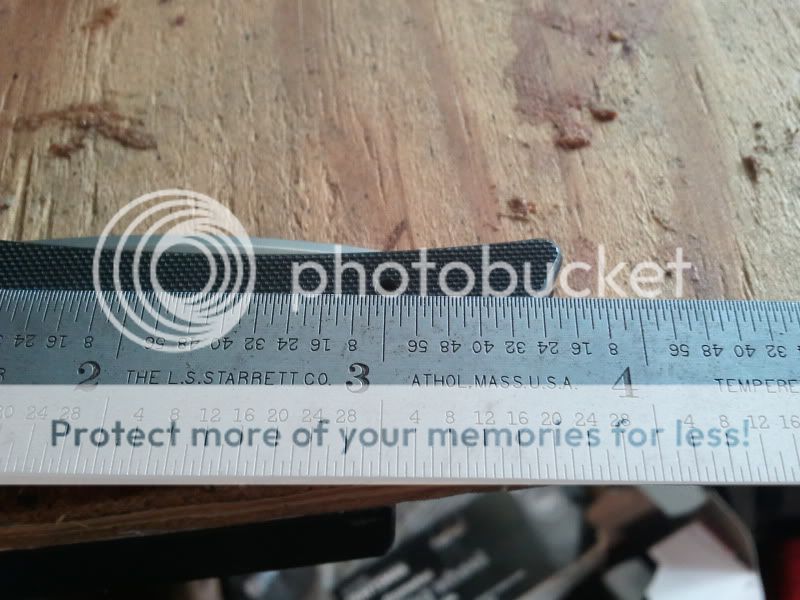 photobucket
24 16 8 56 48 40 32 24 16 8 56 48 40 32 24 16 8 56 48 40
2 THE L.S.STARRETT CO. 3 ATHOL, MASS. U.S.A. 4 TEMPERE
20 24 28 4 8 12 16 20 24 28 4 8 12 16 20 24 28 4 8 12 16
Protect more of your memories for less!